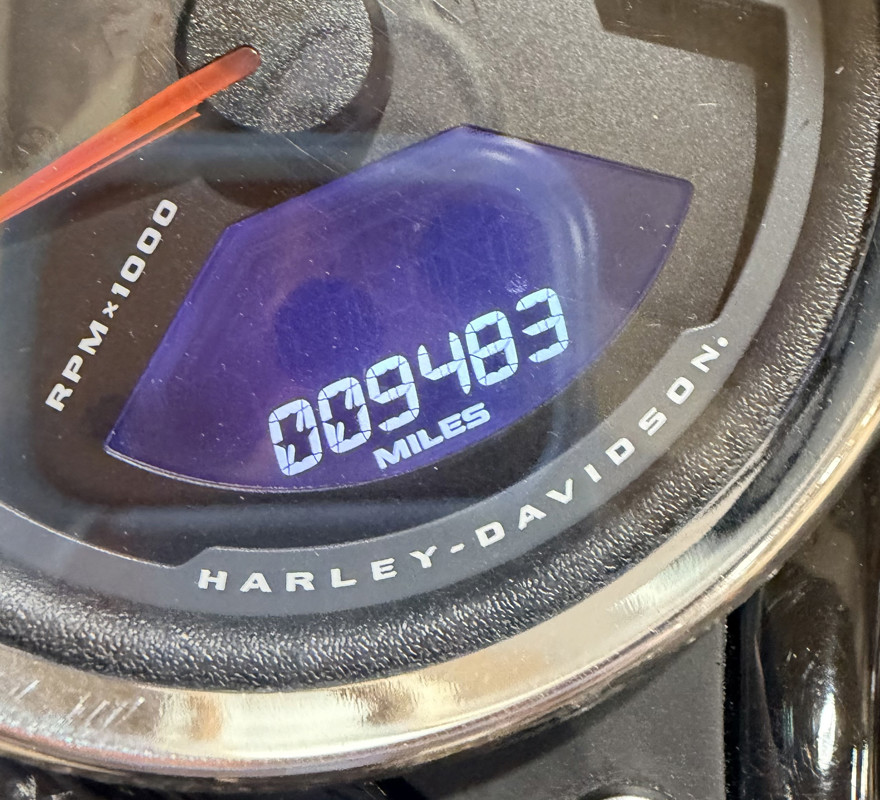 RPM x 1000
009483
MILES
HARLEY-DAVIDSON.